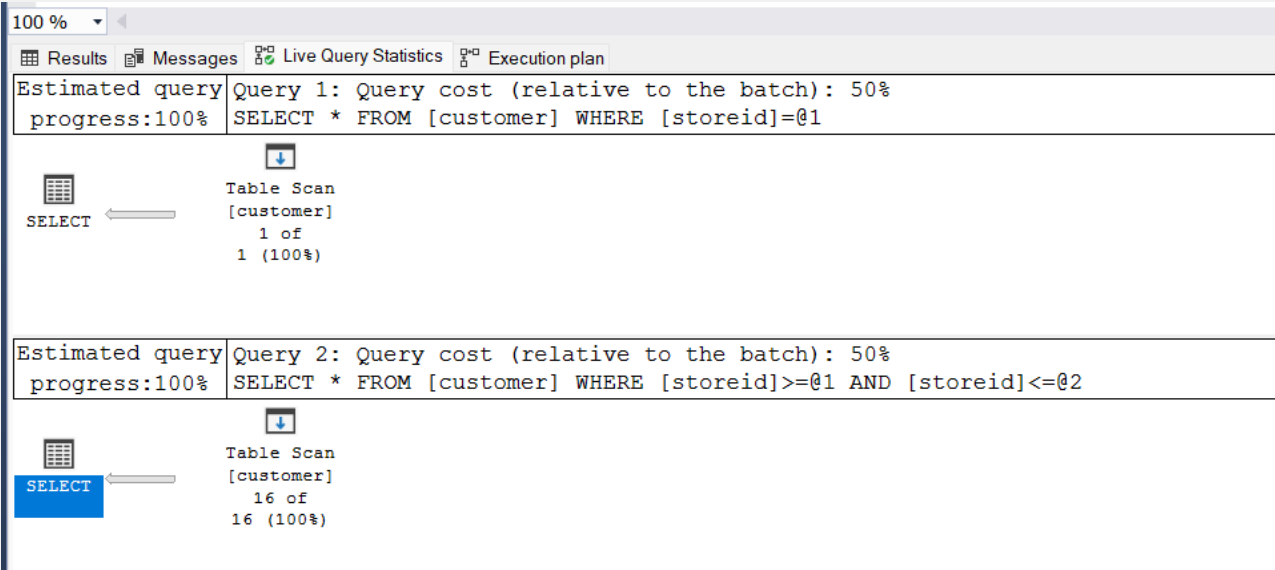 100 %
Results Messages Live Query Statistics Execution plan
Estimated query Query 1: Query cost (relative to the batch): 50%
progress:100% SELECT * FROM [customer] WHERE [storeid]=@1
Table Scan
[customer]
SELECT
1 of
1 (100%)
Estimated query Query 2: Query cost (relative to the batch): 50%
progress:100% SELECT * FROM [customer] WHERE [storeid]>=@1 AND [storeid]<=@2
Table Scan
[customer]
SELECT
16 of
16 (100%)